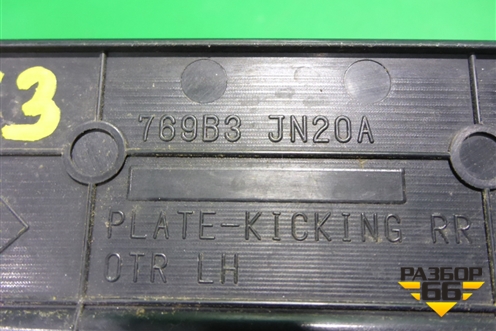 769B3 JN20A
3
PLATE-KICKING RR
OTR LH
РАЗБОР
66